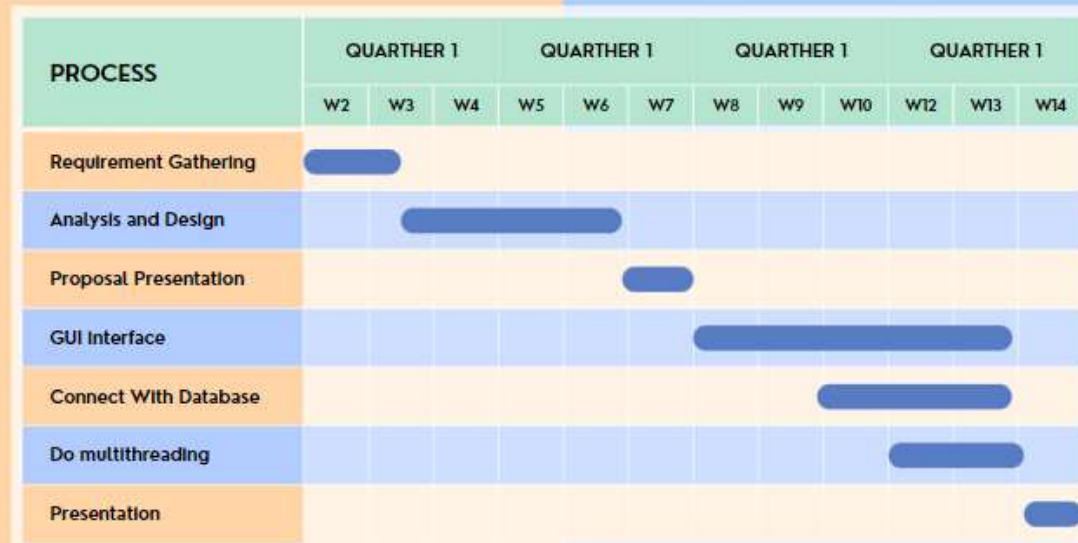 PROCESS
QUARTHER 1 QUARTHER 1 QUARTHER 1 QUARTHER 1
W2 W3 W4 W5 W6 W7 W8 W9 W10 W12 W13 W14
Requirement Gathering
Analysis and Design
Proposal Presentation
GUI Interface
Connect With Database
Do multithreading
Presentation